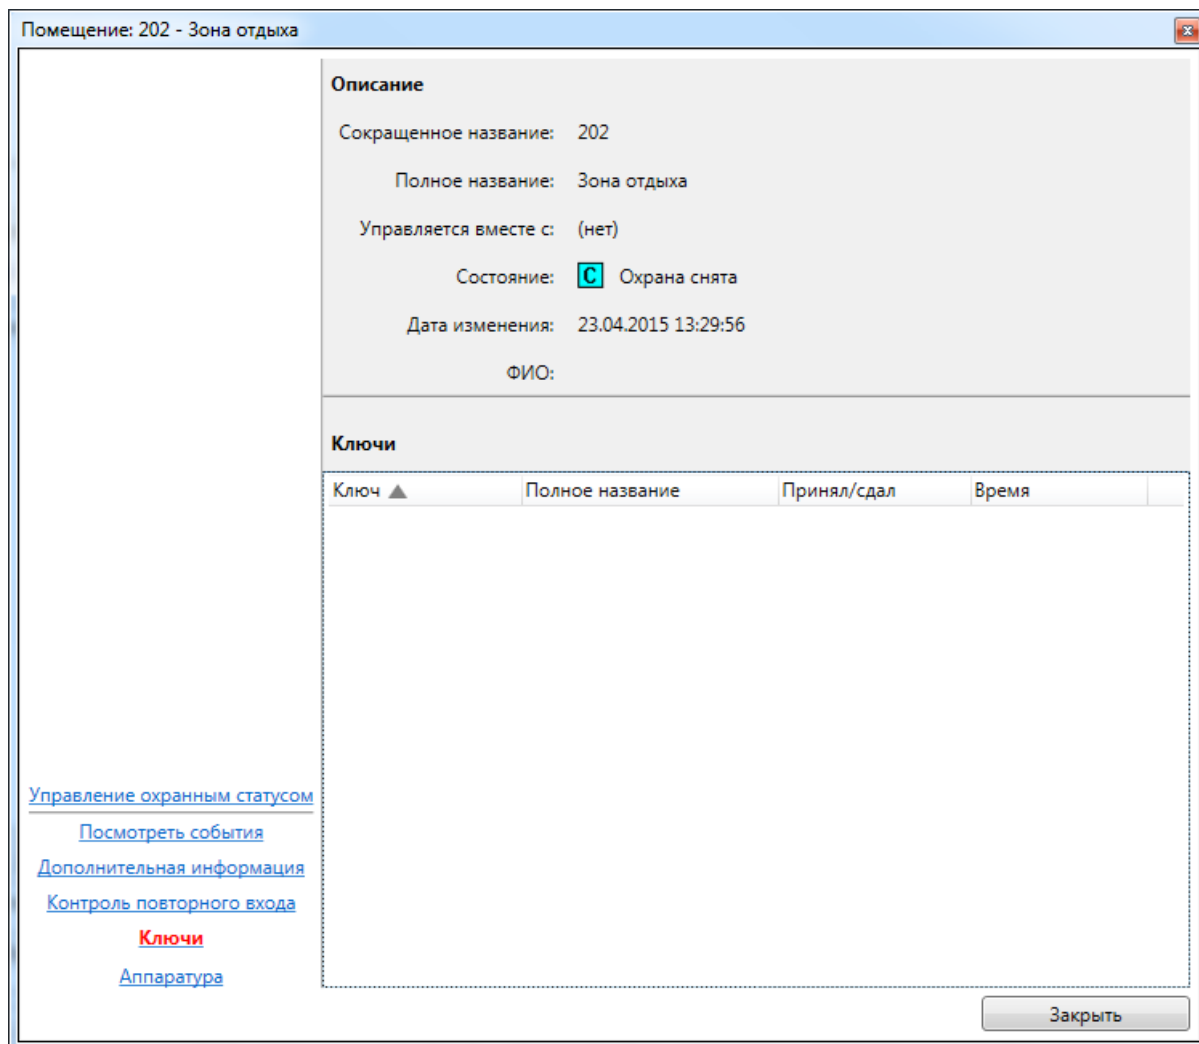 Помещение: 202 - Зона отдыха
Описание
Сокращенное название: 202
Полное название: Зона отдыха
Управляется вместе с: (нет)
Состояние: C Охрана снята
Дата изменения: 23.04.2015 13:29:56
ФИО:
Ключи
Ключ Полное название Принял/сдал Время
Управление охранным статусом
Посмотреть события
Дополнительная информация
Контроль повторного входа
Ключи
Аппаратура
Закрыть